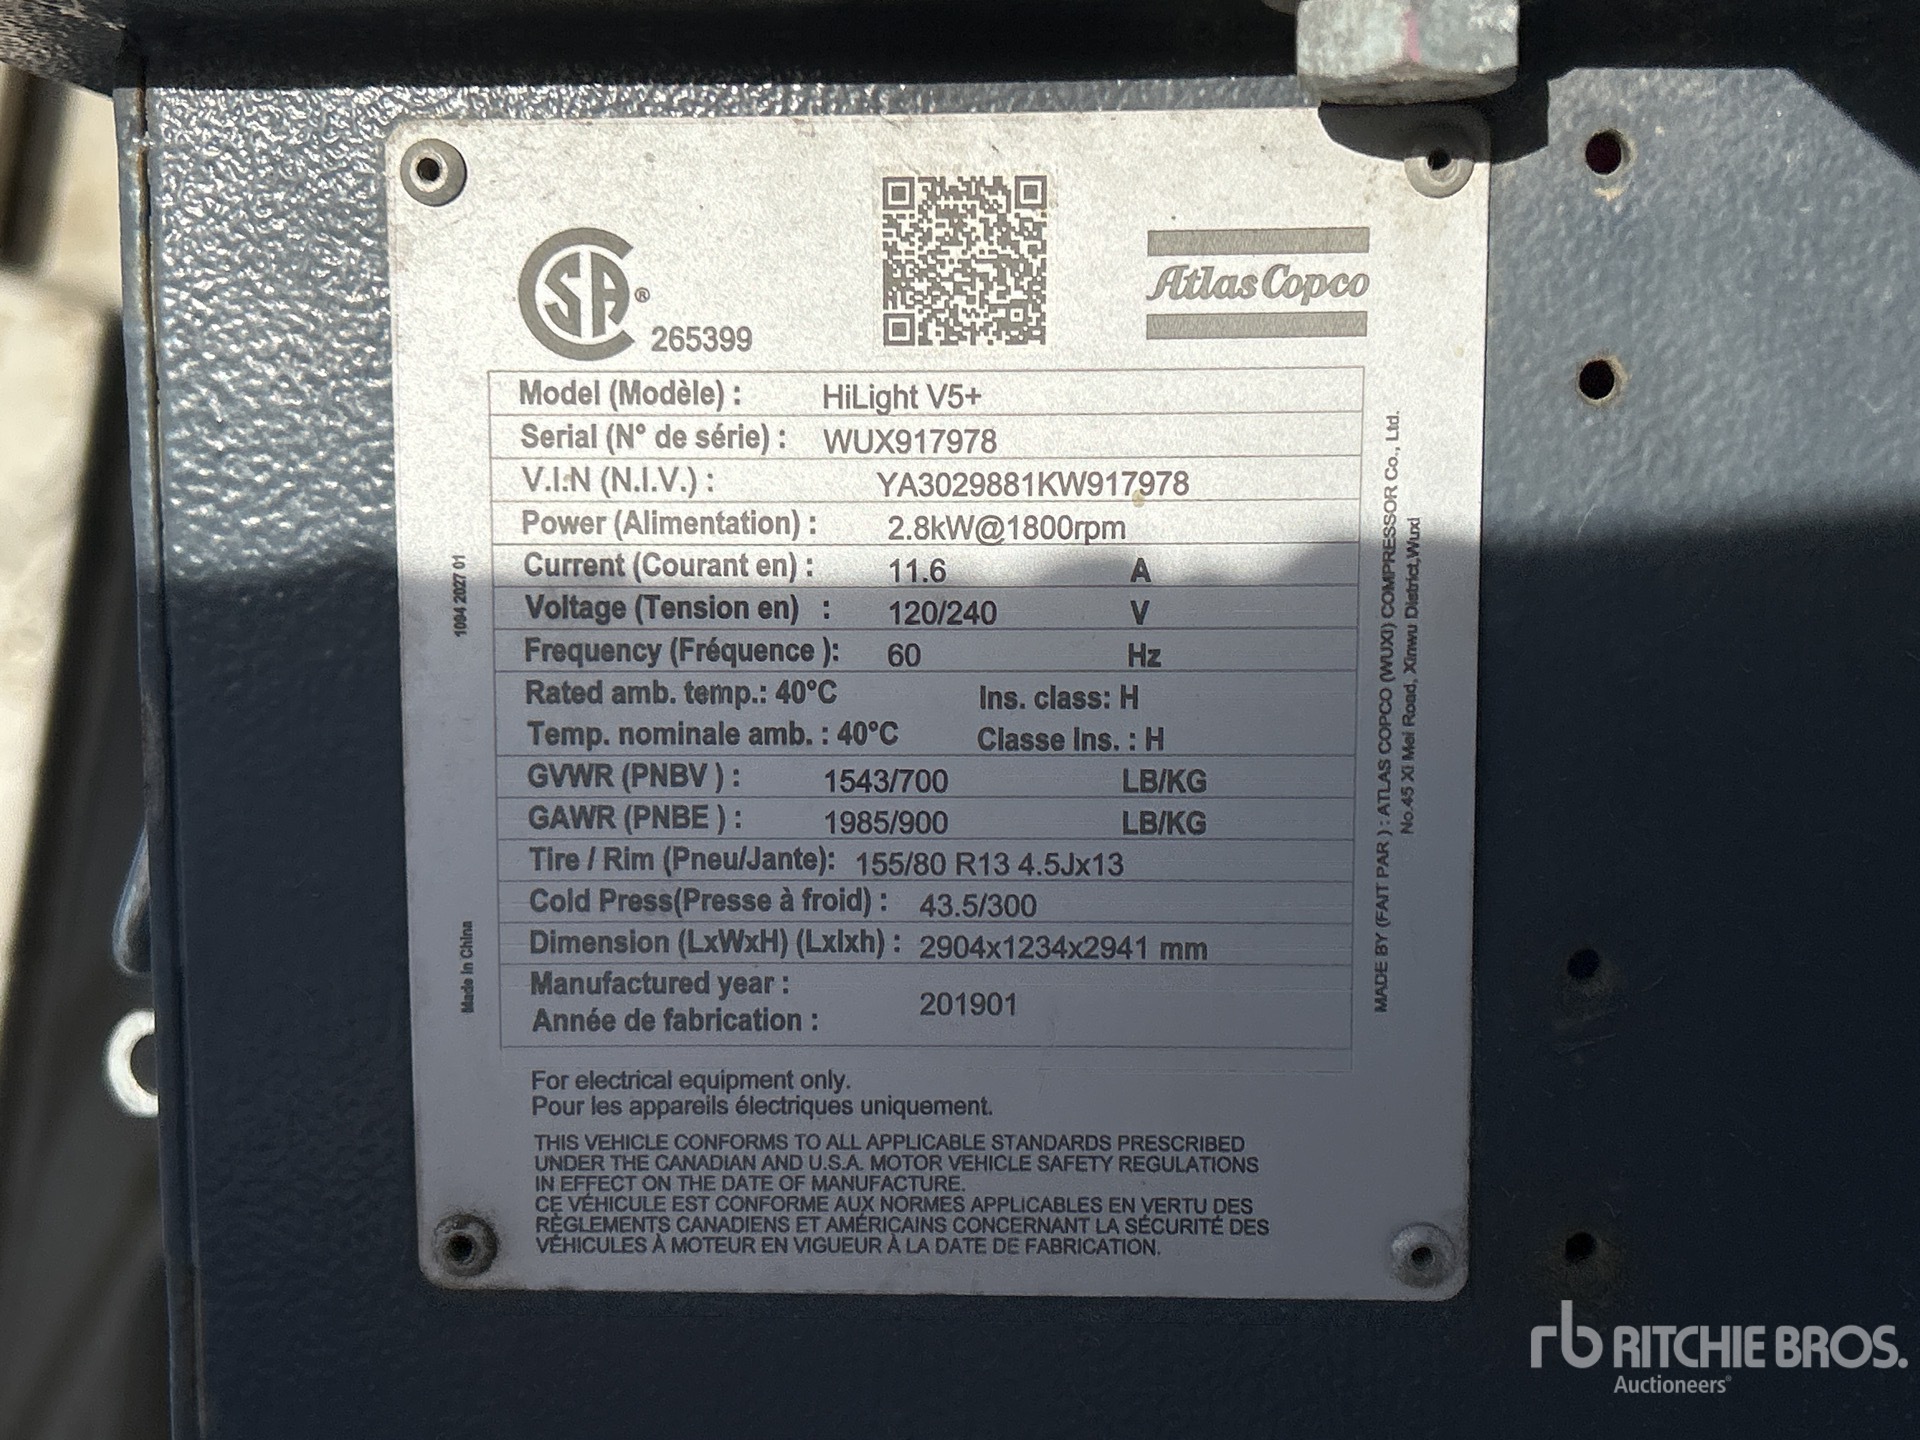 CSA ® 265399
Atlas Copco
Model (Modèle) : HiLight V5+
Serial (N° de série) : WUX917978
V.I.N (N.I.V.) : YA3029881KW917978
Power (Alimentation) : 2.8kW@1800rpm
Current (Courant en) : 11.6 A
Voltage (Tension en) : 120/240 V
Frequency (Fréquence ): 60 Hz
Rated amb. temp.: 40°C Ins. class: H
Temp. nominale amb. : 40°C Classe Ins. : H
GVWR (PNBV ) : 1543/700 LB/KG
GAWR (PNBE ) : 1985/900 LB/KG
Tire / Rim (Pneu/Jante): 155/80 R13 4.5Jx13
Cold Press(Presse à froid) : 43.5/300
Dimension (LxWxH) (Lxlxh) : 2904x1234x2941 mm
Manufactured year :
Année de fabrication : 201901
For electrical equipment only.
Pour les appareils électriques uniquement.
THIS VEHICLE CONFORMS TO ALL APPLICABLE STANDARDS PRESCRIBED
UNDER THE CANADIAN AND U.S.A. MOTOR VEHICLE SAFETY REGULATIONS
IN EFFECT ON THE DATE OF MANUFACTURE.
CE VÉHICULE EST CONFORME AUX NORMES APPLICABLES EN VERTU DES
RÈGLEMENTS CANADIENS ET AMÉRICAINS CONCERNANT LA SÉCURITÉ DES
VÉHICULES À MOTEUR EN VIGUEUR À LA DATE DE FABRICATION.
1094 2027 01
Made in China
MADE BY (FAIT PAR ) : ATLAS COPCO (WUXI) COMPRESSOR Co., Ltd.
No.45 Xi Mei Road, Xinwu District,Wuxi
rb RITCHIE BROS.
Auctioneers